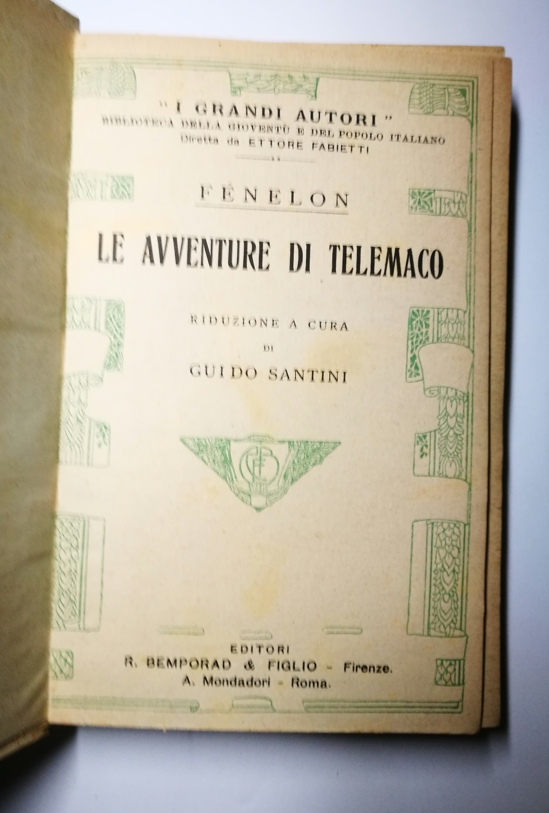 "I GRANDI AUTORI"
BIBLIOTECA DELLA GIOVENTÙ E DEL POPOLO ITALIANO
Diretta da ETTORE FABIETTI
FÉNELON
LE AVVENTURE DI TELEMACO
RIDUZIONE A CURA
DI
GUIDO SANTINI
EDITORI
R. BEMPORAD & FIGLIO - Firenze.
A. Mondadori - Roma.